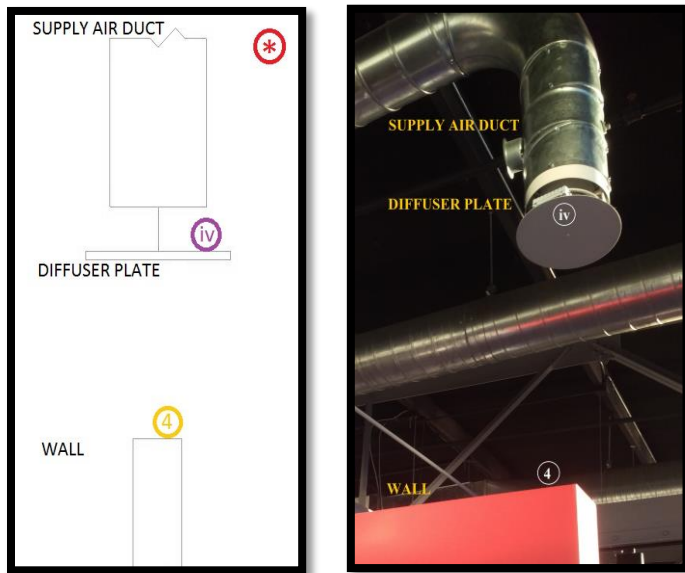 SUPPLY AIR DUCT
*
iv
DIFFUSER PLATE
4
WALL
SUPPLY AIR DUCT
DIFFUSER PLATE
iv
4
WALL